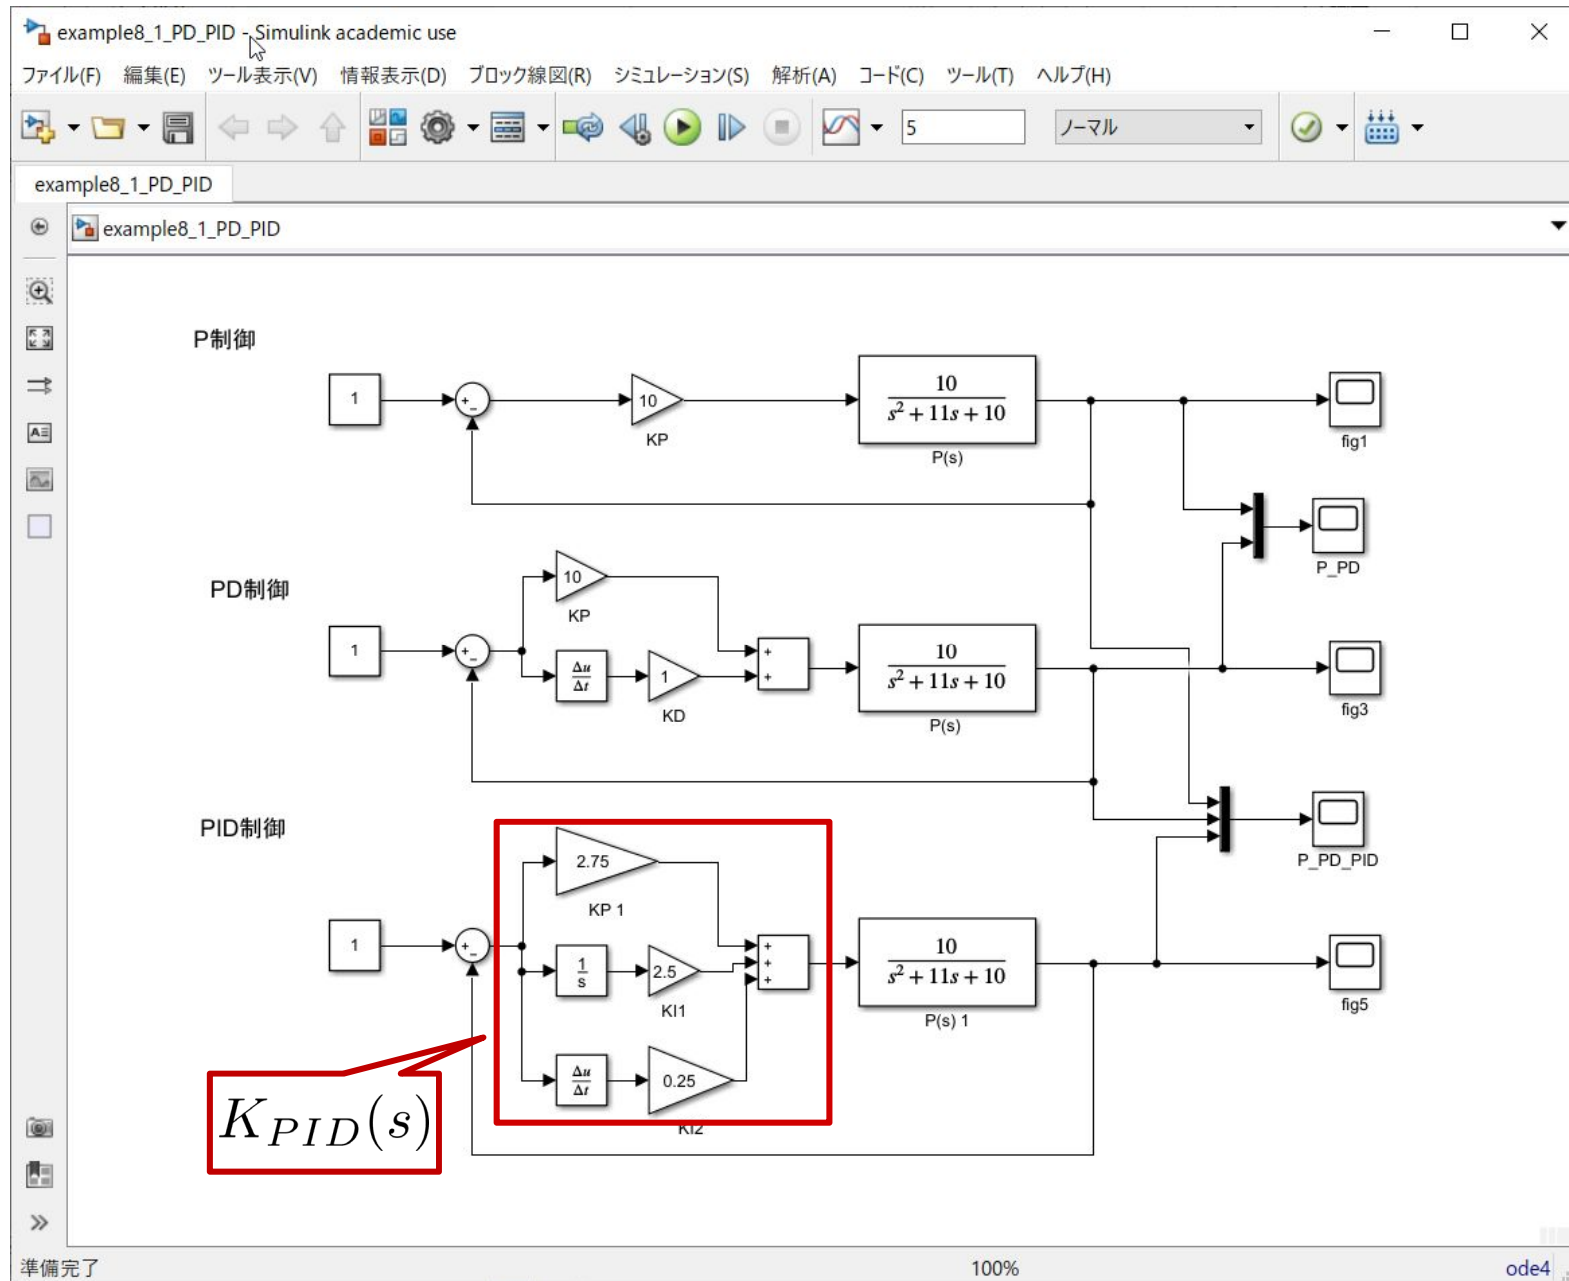 example8_1_PD_PID - Simulink academic use
ファイル(F) 編集(E) ツール表示(V) 情報表示(D) ブロック線図(R) シミュレーション(S) 解析(A) コード(C) ツール(T) ヘルプ(H)
5 ノーマル
example8_1_PD_PID
example8_1_PD_PID
P制御
1
+
-
10
KP
10
s² + 11s + 10
P(s)
fig1
P_PD
PD制御
1
+
-
10
KP
Δu
Δt
1
KD
+
+
10
s² + 11s + 10
P(s)
fig3
PID制御
1
+
-
2.75
KP 1
1
s
2.5
KI1
Δu
Δt
0.25
KI2
+
+
+
10
s² + 11s + 10
P(s) 1
P_PD_PID
fig5
K_{PID}(s)
準備完了 100% ode4